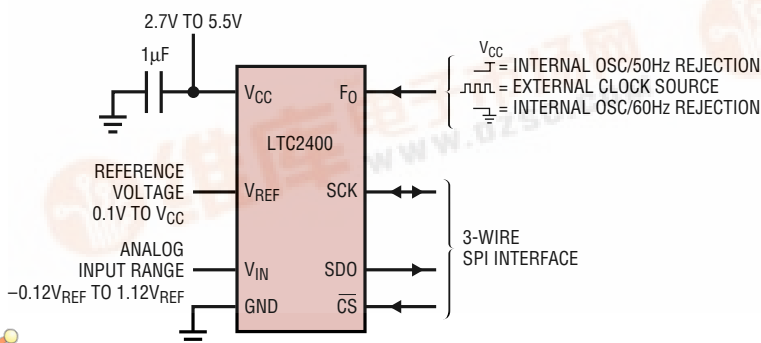 2.7V TO 5.5V
1µF
VCC
FO
LTC2400
VREF
SCK
VIN
SDO
GND
CS
REFERENCE
VOLTAGE
0.1V TO VCC
ANALOG
INPUT RANGE
–0.12VREF TO 1.12VREF
VCC
= INTERNAL OSC/50Hz REJECTION
= EXTERNAL CLOCK SOURCE
= INTERNAL OSC/60Hz REJECTION
3-WIRE
SPI INTERFACE